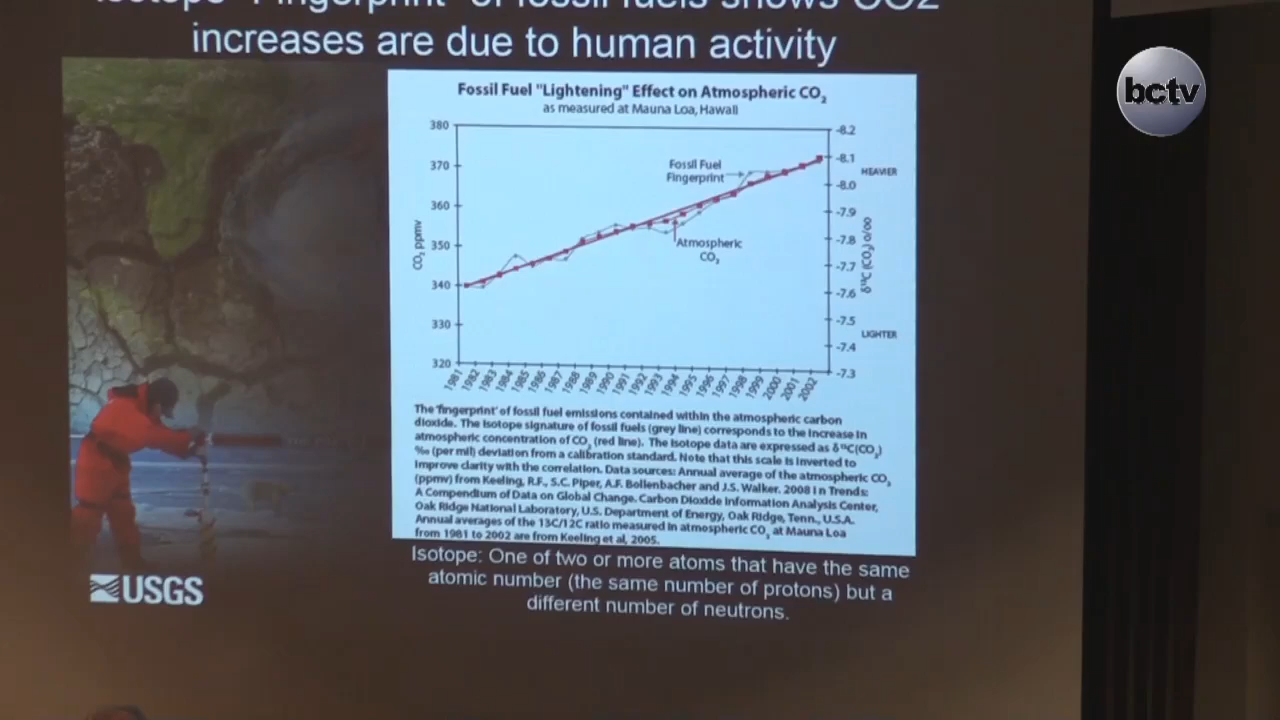 Isotope "Fingerprint" of fossil fuels shows CO2
increases are due to human activity
bctv
Fossil Fuel "Lightening" Effect on Atmospheric CO2
as measured at Mauna Loa, Hawaii
380
370
360
350
340
330
320
CO2 ppmv
Fossil Fuel
Fingerprint
Atmospheric
CO2
-8.2
-8.1
-8.0
-7.9
-7.8
-7.7
-7.6
-7.5
-7.4
-7.3
HEAVIER
δ13C (CO2) o/oo
LIGHTER
1981 1982 1983 1984 1985 1986 1987 1988 1989 1990 1991 1992 1993 1994 1995 1996 1997 1998 1999 2000 2001 2002
The 'fingerprint' of fossil fuel emissions contained within the atmospheric carbon
dioxide. The isotope signature of fossil fuels (grey line) corresponds to the increase in
atmospheric concentration of CO2 (red line). The isotope data are expressed as δ13C(CO2)
‰ (per mil) deviation from a calibration standard. Note that this scale is inverted to
improve clarity with the correlation. Data sources: Annual average of the atmospheric CO2
(ppmv) from Keeling, R.F., S.C. Piper, A.F. Bollenbacher and J.S. Walker. 2008 I n Trends:
A Compendium of Data on Global Change. Carbon Dioxide Information Analysis Center,
Oak Ridge National Laboratory, U.S. Department of Energy, Oak Ridge, Tenn., U.S.A.
Annual averages of the 13C/12C ratio measured in atmospheric CO2 at Mauna Loa
from 1981 to 2002 are from Keeling et al, 2005.
USGS
Isotope: One of two or more atoms that have the same
atomic number (the same number of protons) but a
different number of neutrons.